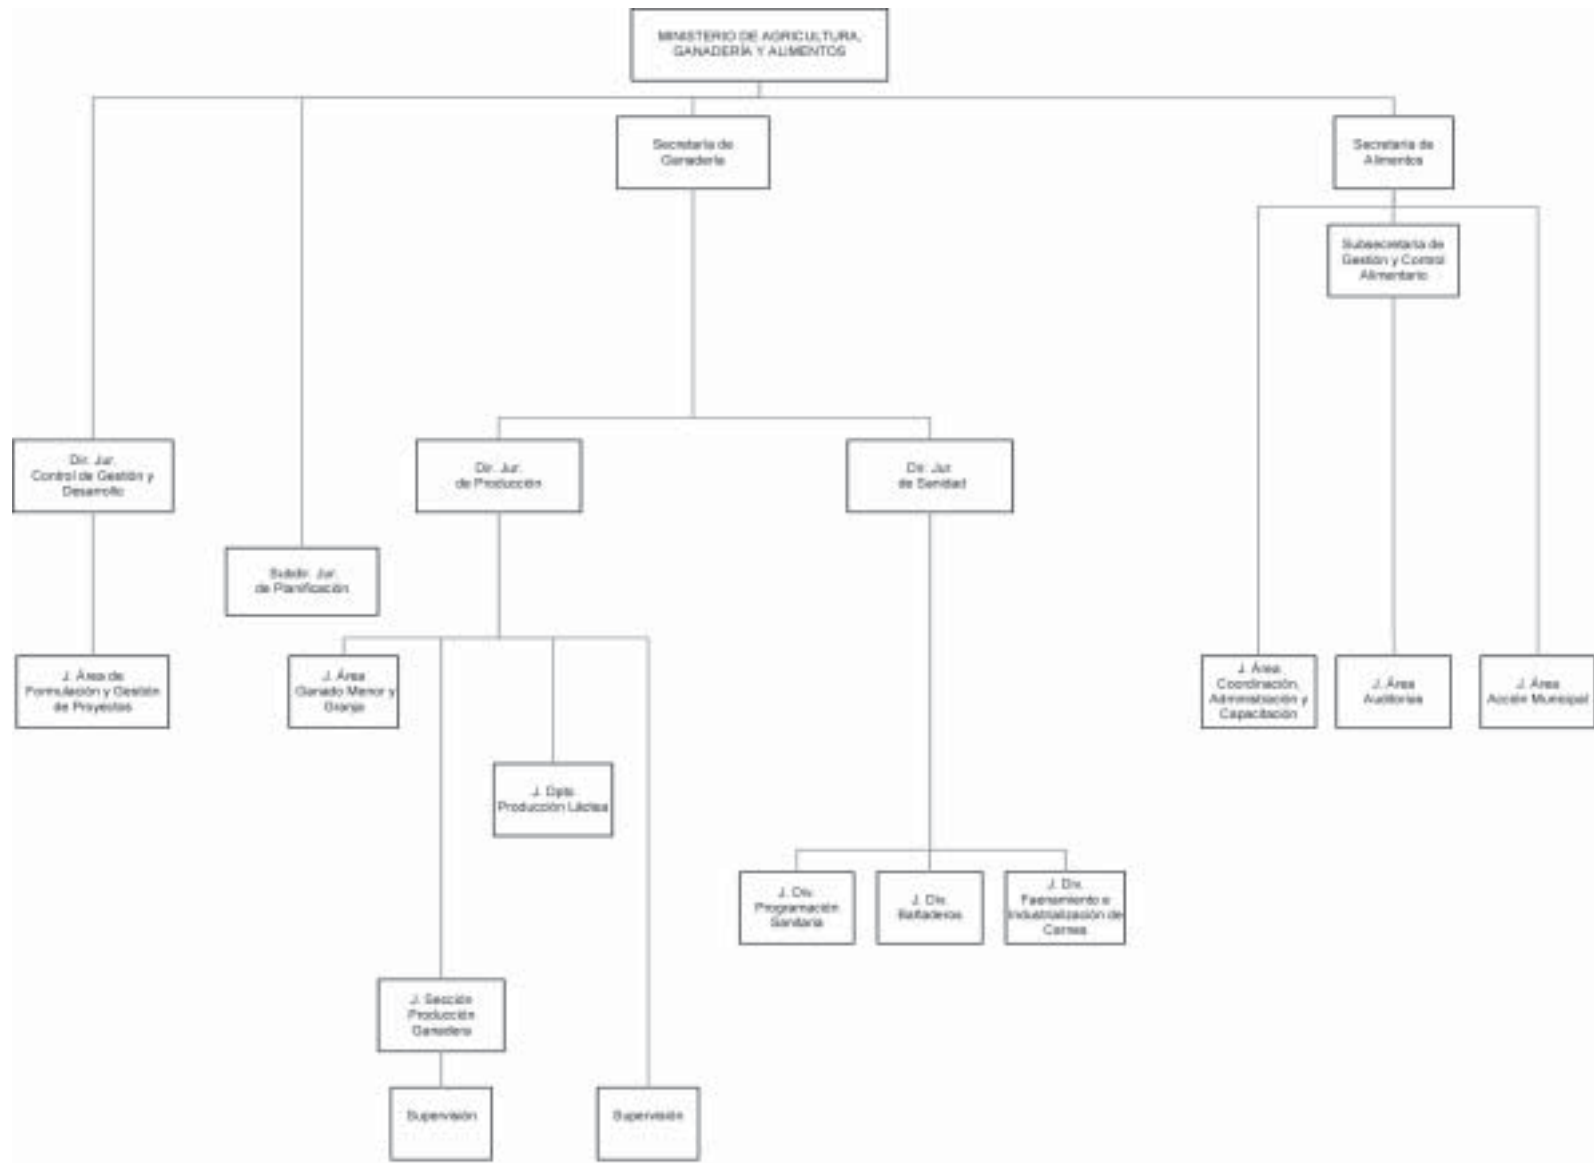 MINISTERIO DE AGRICULTURA,
GANADERÍA Y ALIMENTOS
Secretaría de
Ganadería
Secretaría de
Alimentos
Subsecretaría de
Gestión y Control
Alimentario
Dir. Jur.
Control de Gestión y
Desarrollo
Dir. Jur.
de Producción
Dir. Jur.
de Sanidad
Subdir. Jur.
de Planificación
J. Área de
Formulación y Gestión
de Proyectos
J. Área
Ganado Menor y
Granja
J. Área
Coordinación,
Administración y
Capacitación
J. Área
Auditorías
J. Área
Acción Municipal
J. Dpto.
Producción Láctea
J. Div.
Programación
Sanitaria
J. Div.
Bañaderos
J. Div.
Faenamiento e
Industrialización de
Carnes
J. Sección
Producción
Ganadera
Supervisión
Supervisión